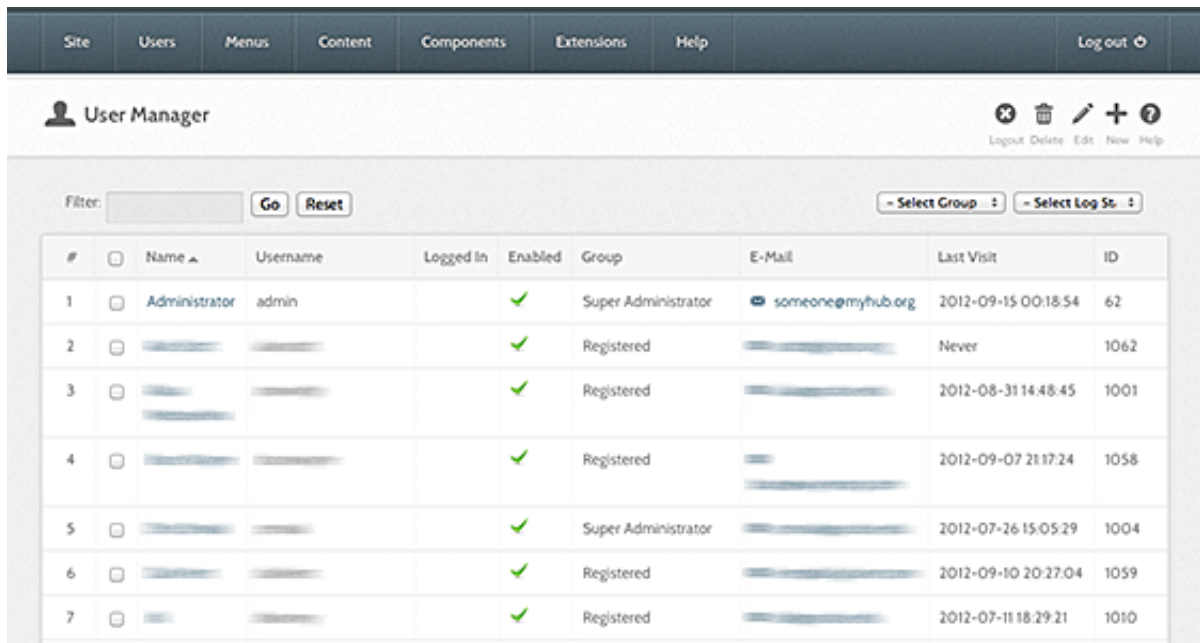 Site Users Menus Content Components Extensions Help Log out
User Manager
Logout Delete Edit New Help
Filter: Go Reset - Select Group - Select Log St.
# Name Username Logged In Enabled Group E-Mail Last Visit ID
1 Administrator admin Super Administrator someone@myhub.org 2012-09-15 00:18:54 62
2 Registered Never 1062
3 Registered 2012-08-31 14:48:45 1001
4 Registered 2012-09-07 21:17:24 1058
5 Super Administrator 2012-07-26 15:05:29 1004
6 Registered 2012-09-10 20:27:04 1059
7 Registered 2012-07-11 18:29:21 1010